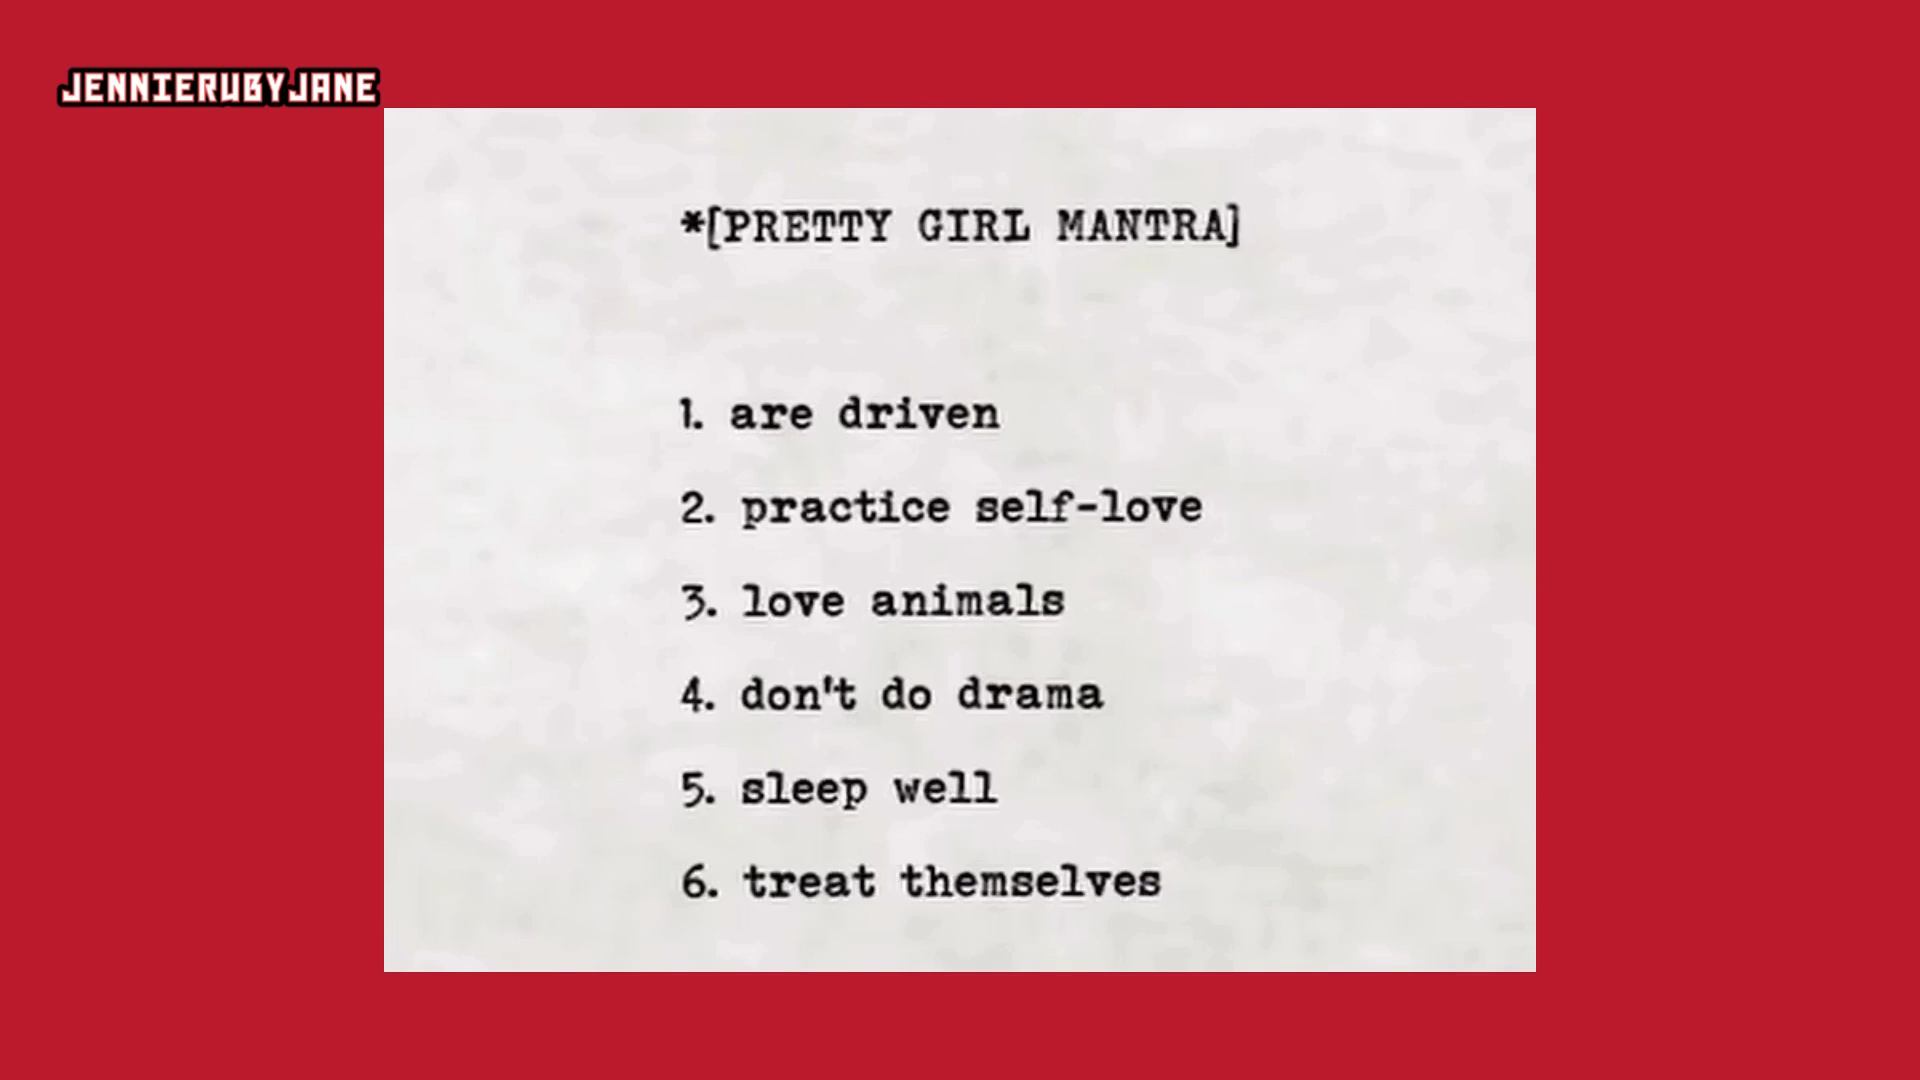 JENNIERUBYJANE
*[PRETTY GIRL MANTRA]
1. are driven
2. practice self-love
3. love animals
4. don't do drama
5. sleep well
6. treat themselves